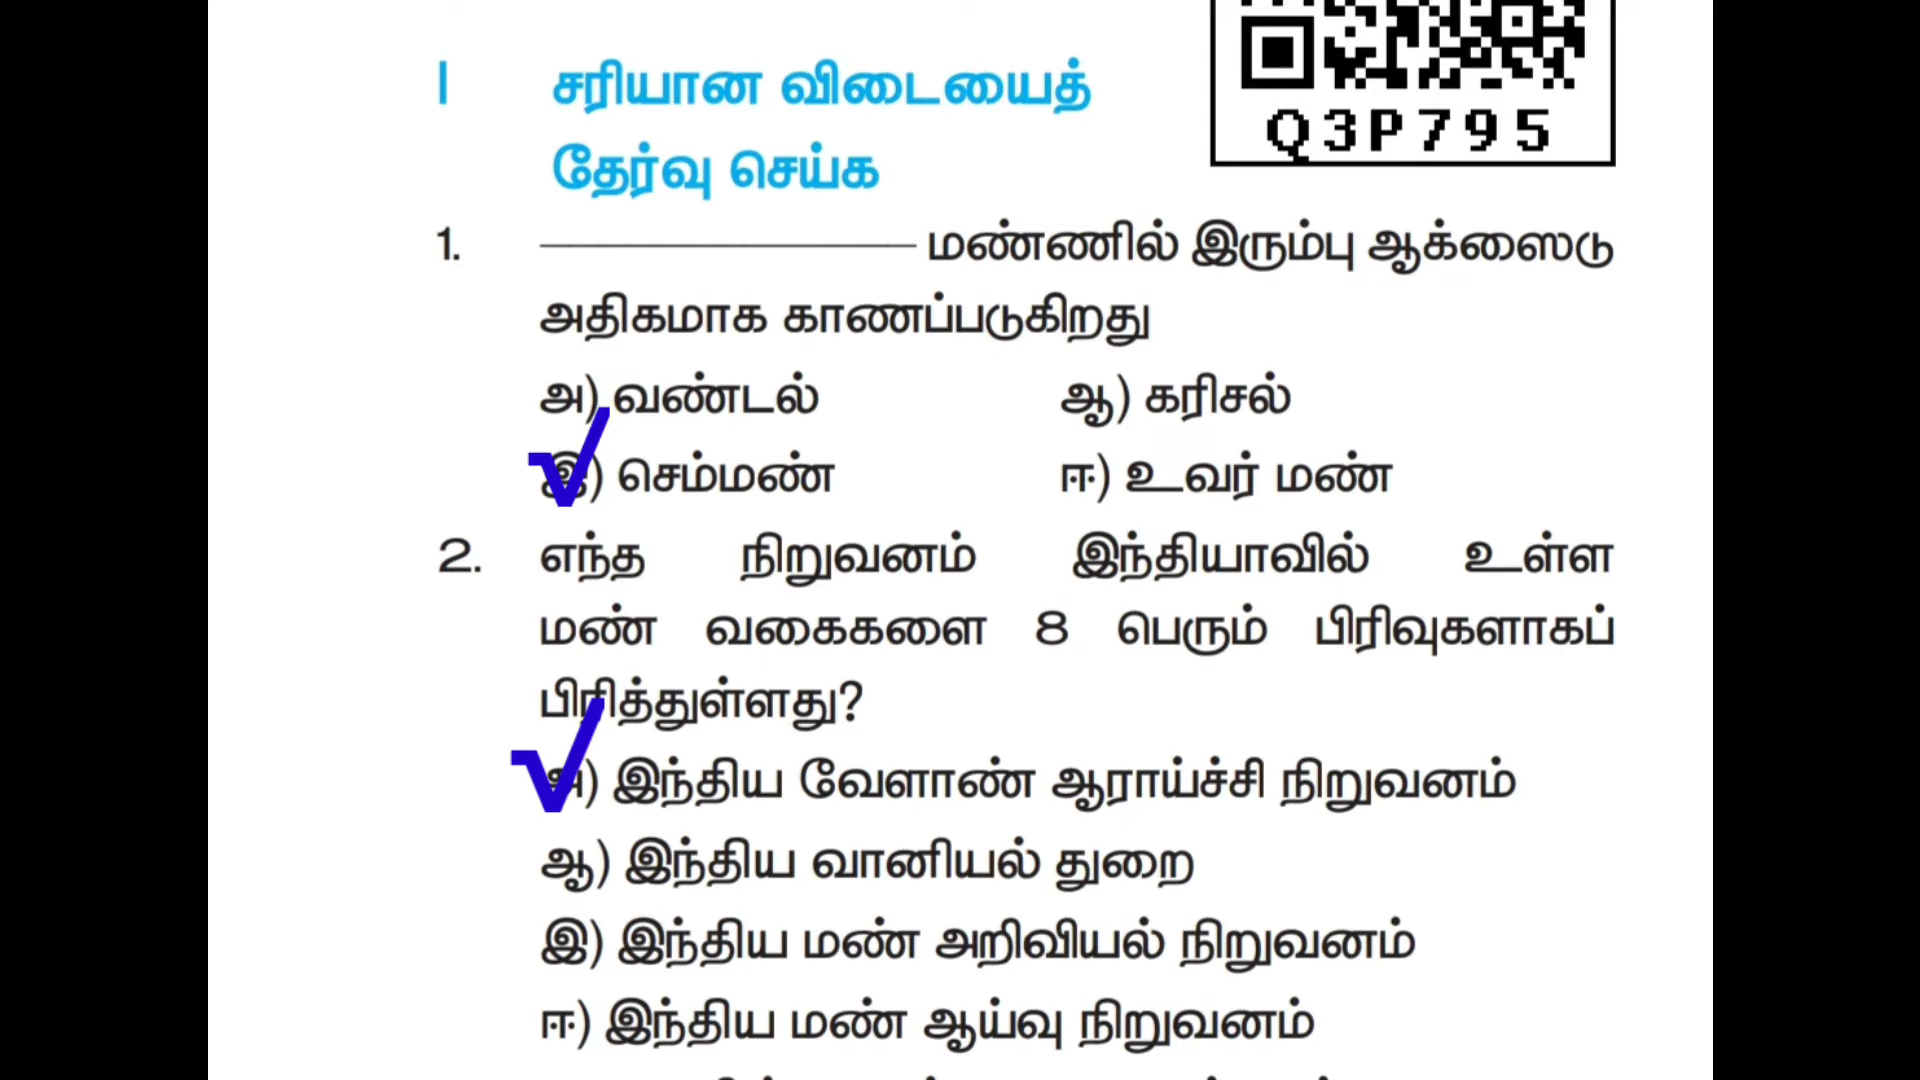 I சரியான விடையைத்
தேர்வு செய்க
Q3P795
1. ____________ மண்ணில் இரும்பு ஆக்ஸைடு
அதிகமாக காணப்படுகிறது
அ) வண்டல் ஆ) கரிசல்
இ) செம்மண் ஈ) உவர் மண்
2. எந்த நிறுவனம் இந்தியாவில் உள்ள
மண் வகைகளை 8 பெரும் பிரிவுகளாகப்
பிரித்துள்ளது?
அ) இந்திய வேளாண் ஆராய்ச்சி நிறுவனம்
ஆ) இந்திய வானியல் துறை
இ) இந்திய மண் அறிவியல் நிறுவனம்
ஈ) இந்திய மண் ஆய்வு நிறுவனம்